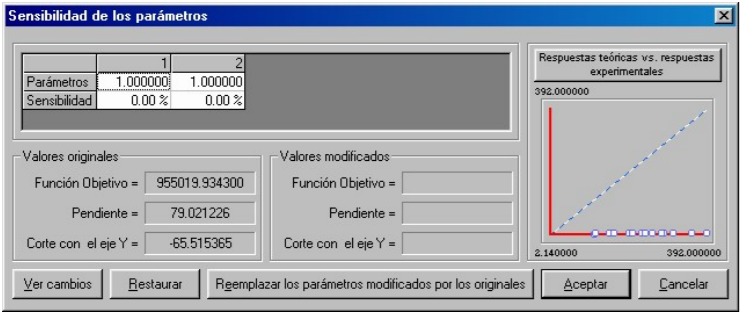 Sensibilidad de los parámetros
1 2
Parámetros 1.000000 1.000000
Sensibilidad 0.00 % 0.00 %
Valores originales
Función Objetivo = 955019.934300
Pendiente = 79.021226
Corte con el eje Y = -65.515365
Valores modificados
Función Objetivo =
Pendiente =
Corte con el eje Y =
Respuestas teóricas vs. respuestas
experimentales
392.000000
2.140000 392.000000
Ver cambios
Restaurar
Reemplazar los parámetros modificados por los originales
Aceptar
Cancelar